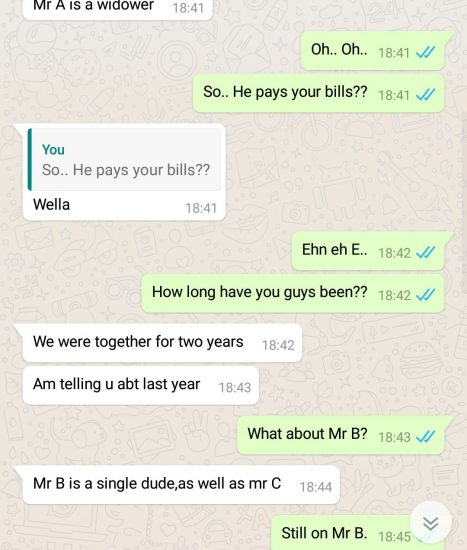 Mr A is a widower 18:41
Oh.. Oh.. 18:41
So.. He pays your bills?? 18:41
You
So.. He pays your bills??
Wella 18:41
Ehn eh E.. 18:42
How long have you guys been?? 18:42
We were together for two years 18:42
Am telling u abt last year 18:43
What about Mr B? 18:43
Mr B is a single dude,as well as mr C 18:44
Still on Mr B. 18:45